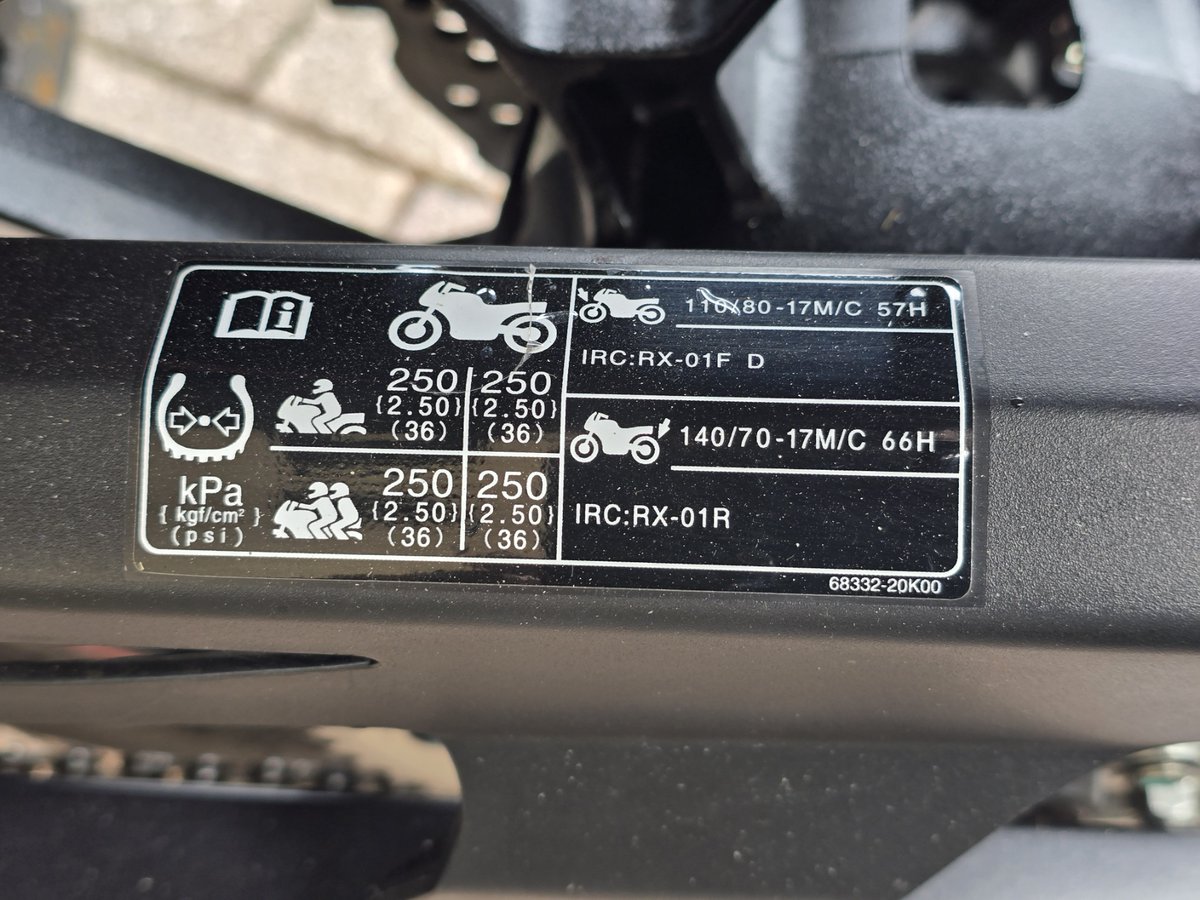 i
250 250
{2.50} {2.50}
(36) (36)
250 250
{2.50} {2.50}
(36) (36)
kPa
{ kgf/cm² }
(psi)
110/80-17M/C 57H
IRC:RX-01F D
140/70-17M/C 66H
IRC:RX-01R
68332-20K00